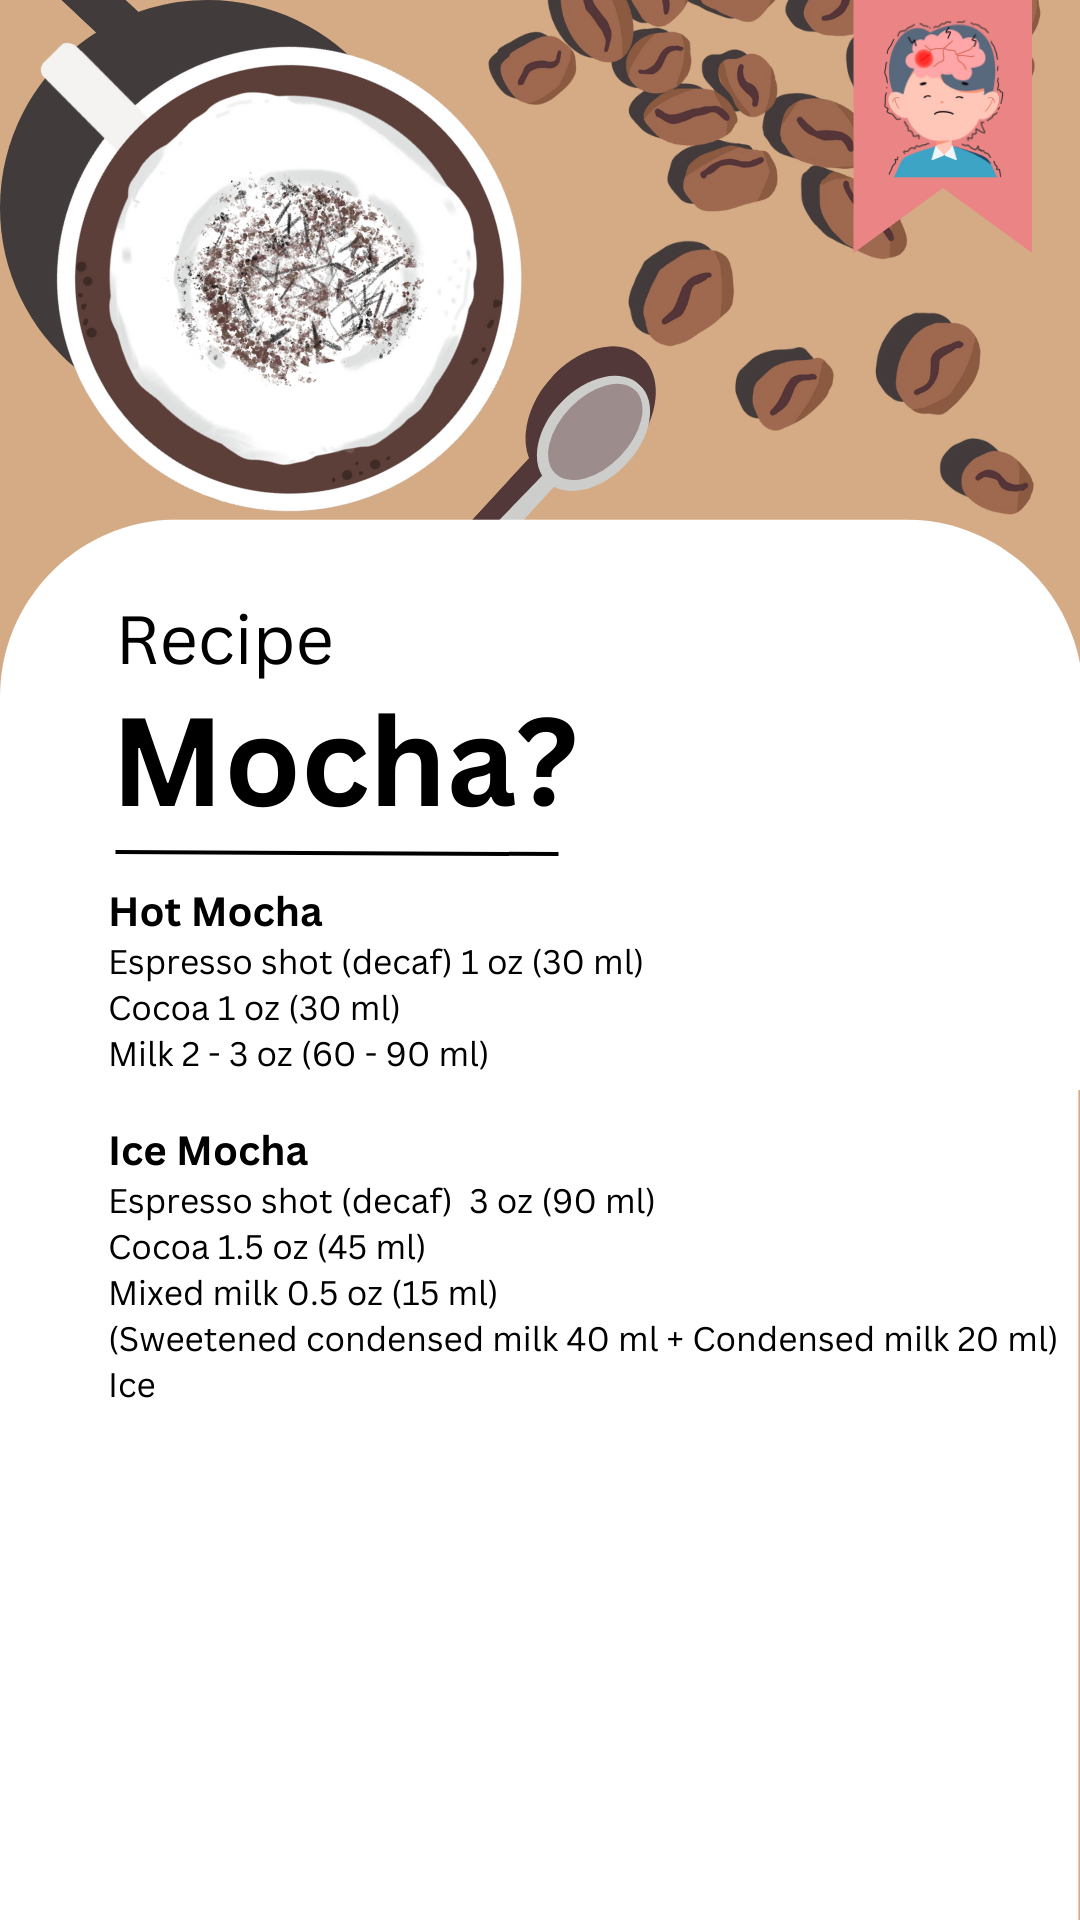 Recipe
Mocha?
Hot Mocha
Espresso shot (decaf) 1 oz (30 ml)
Cocoa 1 oz (30 ml)
Milk 2 - 3 oz (60 - 90 ml)
Ice Mocha
Espresso shot (decaf)  3 oz (90 ml)
Cocoa 1.5 oz (45 ml)
Mixed milk 0.5 oz (15 ml)
(Sweetened condensed milk 40 ml + Condensed milk 20 ml)
Ice